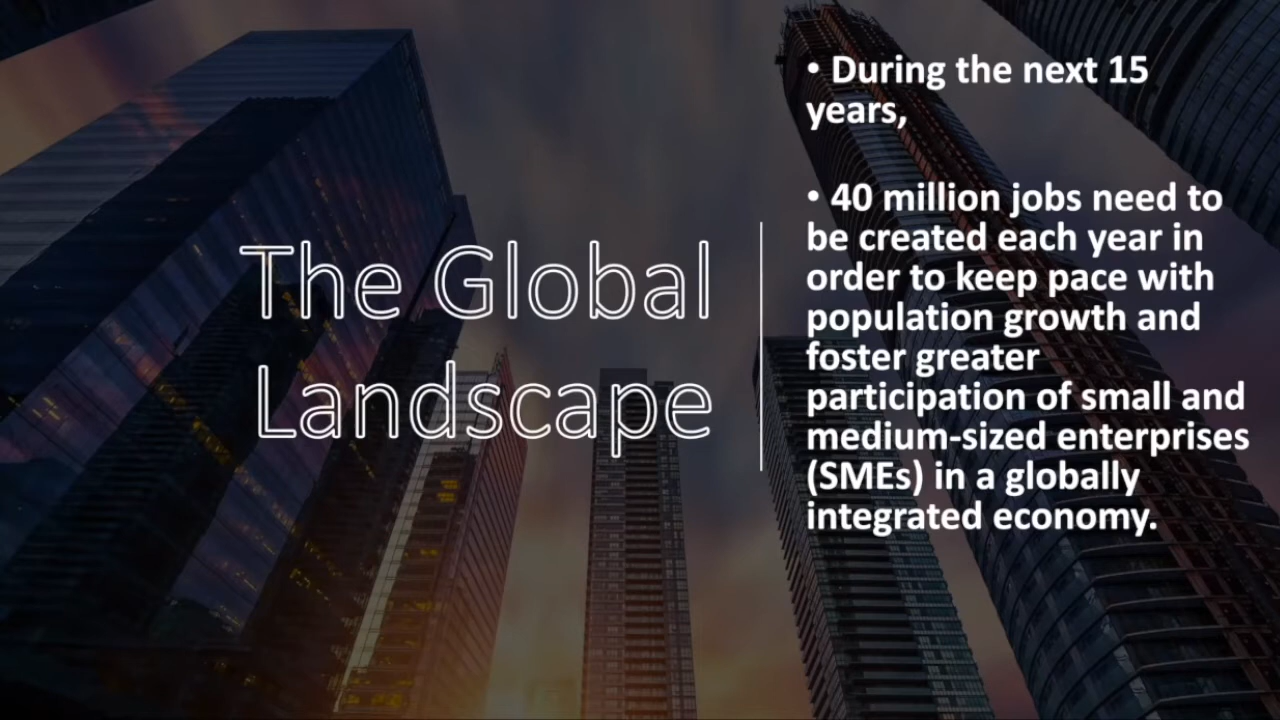 The Global
Landscape
• During the next 15
years,
• 40 million jobs need to
be created each year in
order to keep pace with
population growth and
foster greater
participation of small and
medium-sized enterprises
(SMEs) in a globally
integrated economy.